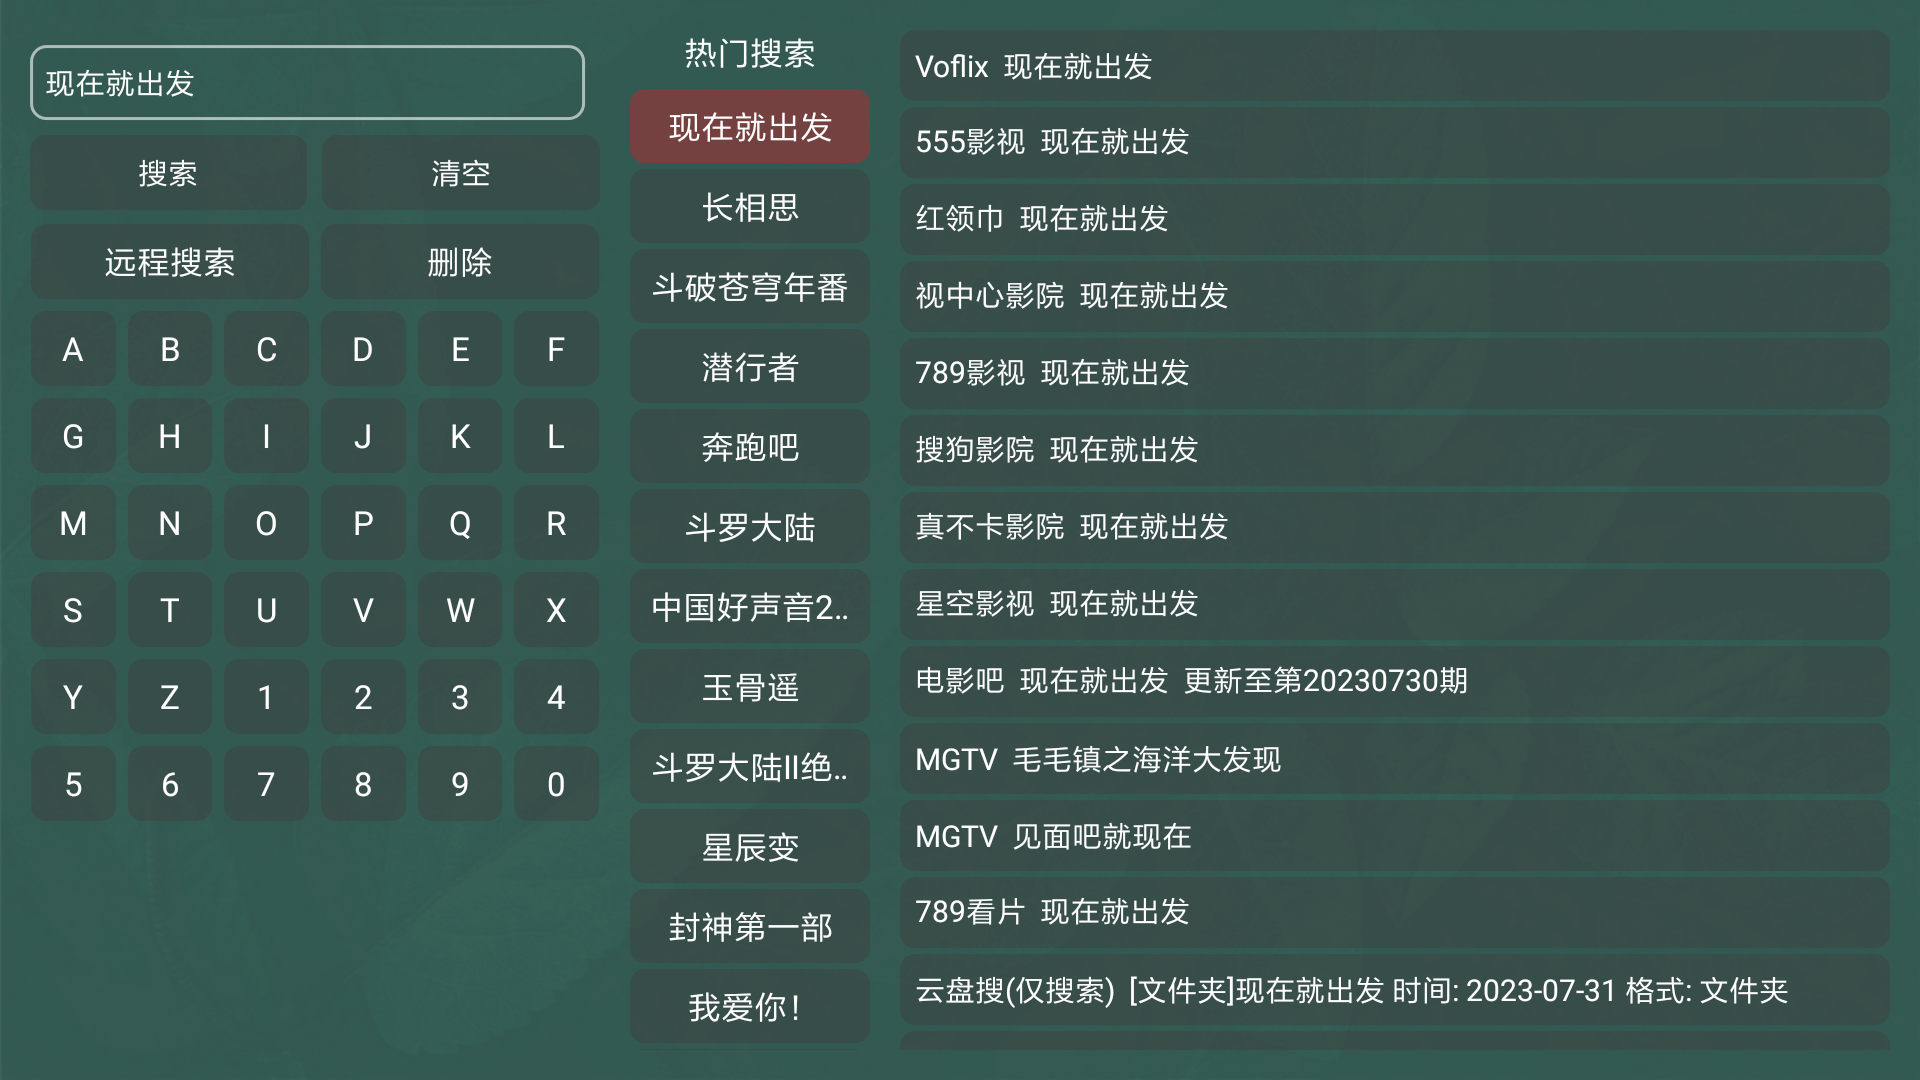 现在就出发
搜索 清空
远程搜索 删除
A B C D E F
G H I J K L
M N O P Q R
S T U V W X
Y Z 1 2 3 4
5 6 7 8 9 0
热门搜索
现在就出发
长相思
斗破苍穹年番
潜行者
奔跑吧
斗罗大陆
中国好声音2..
玉骨遥
斗罗大陆II绝..
星辰变
封神第一部
我爱你!
Voflix 现在就出发
555影视 现在就出发
红领巾 现在就出发
视中心影院 现在就出发
789影视 现在就出发
搜狗影院 现在就出发
真不卡影院 现在就出发
星空影视 现在就出发
电影吧 现在就出发 更新至第20230730期
MGTV 毛毛镇之海洋大发现
MGTV 见面吧就现在
789看片 现在就出发
云盘搜(仅搜索) [文件夹]现在就出发 时间: 2023-07-31 格式: 文件夹